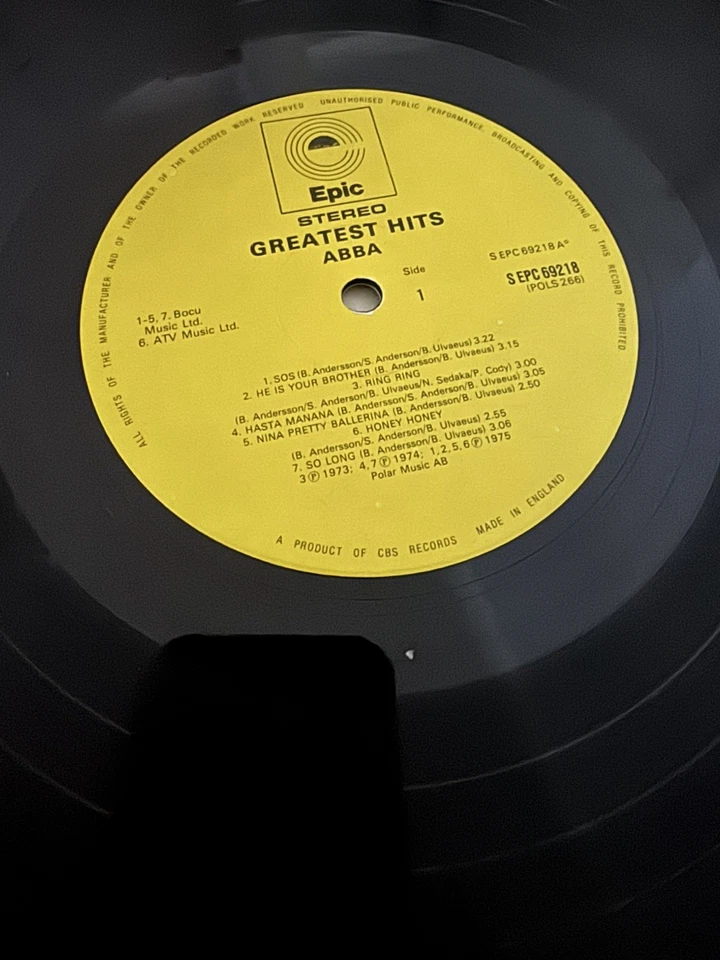 ALL RIGHTS OF THE MANUFACTURER AND OF THE OWNER OF THE RECORDED WORK RESERVED UNAUTHORISED PUBLIC PERFORMANCE, BROADCASTING AND COPYING OF THIS RECORD PROHIBITED
Epic
STEREO
GREATEST HITS
ABBA
Side
1
S EPC 69218 A°
S EPC 69218
(POLS 266)
1-5, 7. Bocu
Music Ltd.
6. ATV Music Ltd.
1. SOS (B. Andersson/S. Anderson/B. Ulvaeus) 3.22
2. HE IS YOUR BROTHER (B. Andersson/B. Ulvaeus) 3.15
3. RING RING
(B. Andersson/S. Anderson/B. Ulvaeus/N. Sedaka/P. Cody) 3.00
4. HASTA MANANA (B. Andersson/S. Anderson/B. Ulvaeus) 3.05
5. NINA PRETTY BALLERINA (B. Andersson/B. Ulvaeus) 2.50
6. HONEY HONEY
(B. Andersson/S. Anderson/B. Ulvaeus) 2.55
7. SO LONG (B. Andersson/B. Ulvaeus) 3.06
3 Ⓟ 1973; 4,7 Ⓟ 1974; 1,2,5,6 Ⓟ 1975
Polar Music AB
A PRODUCT OF CBS RECORDS MADE IN ENGLAND